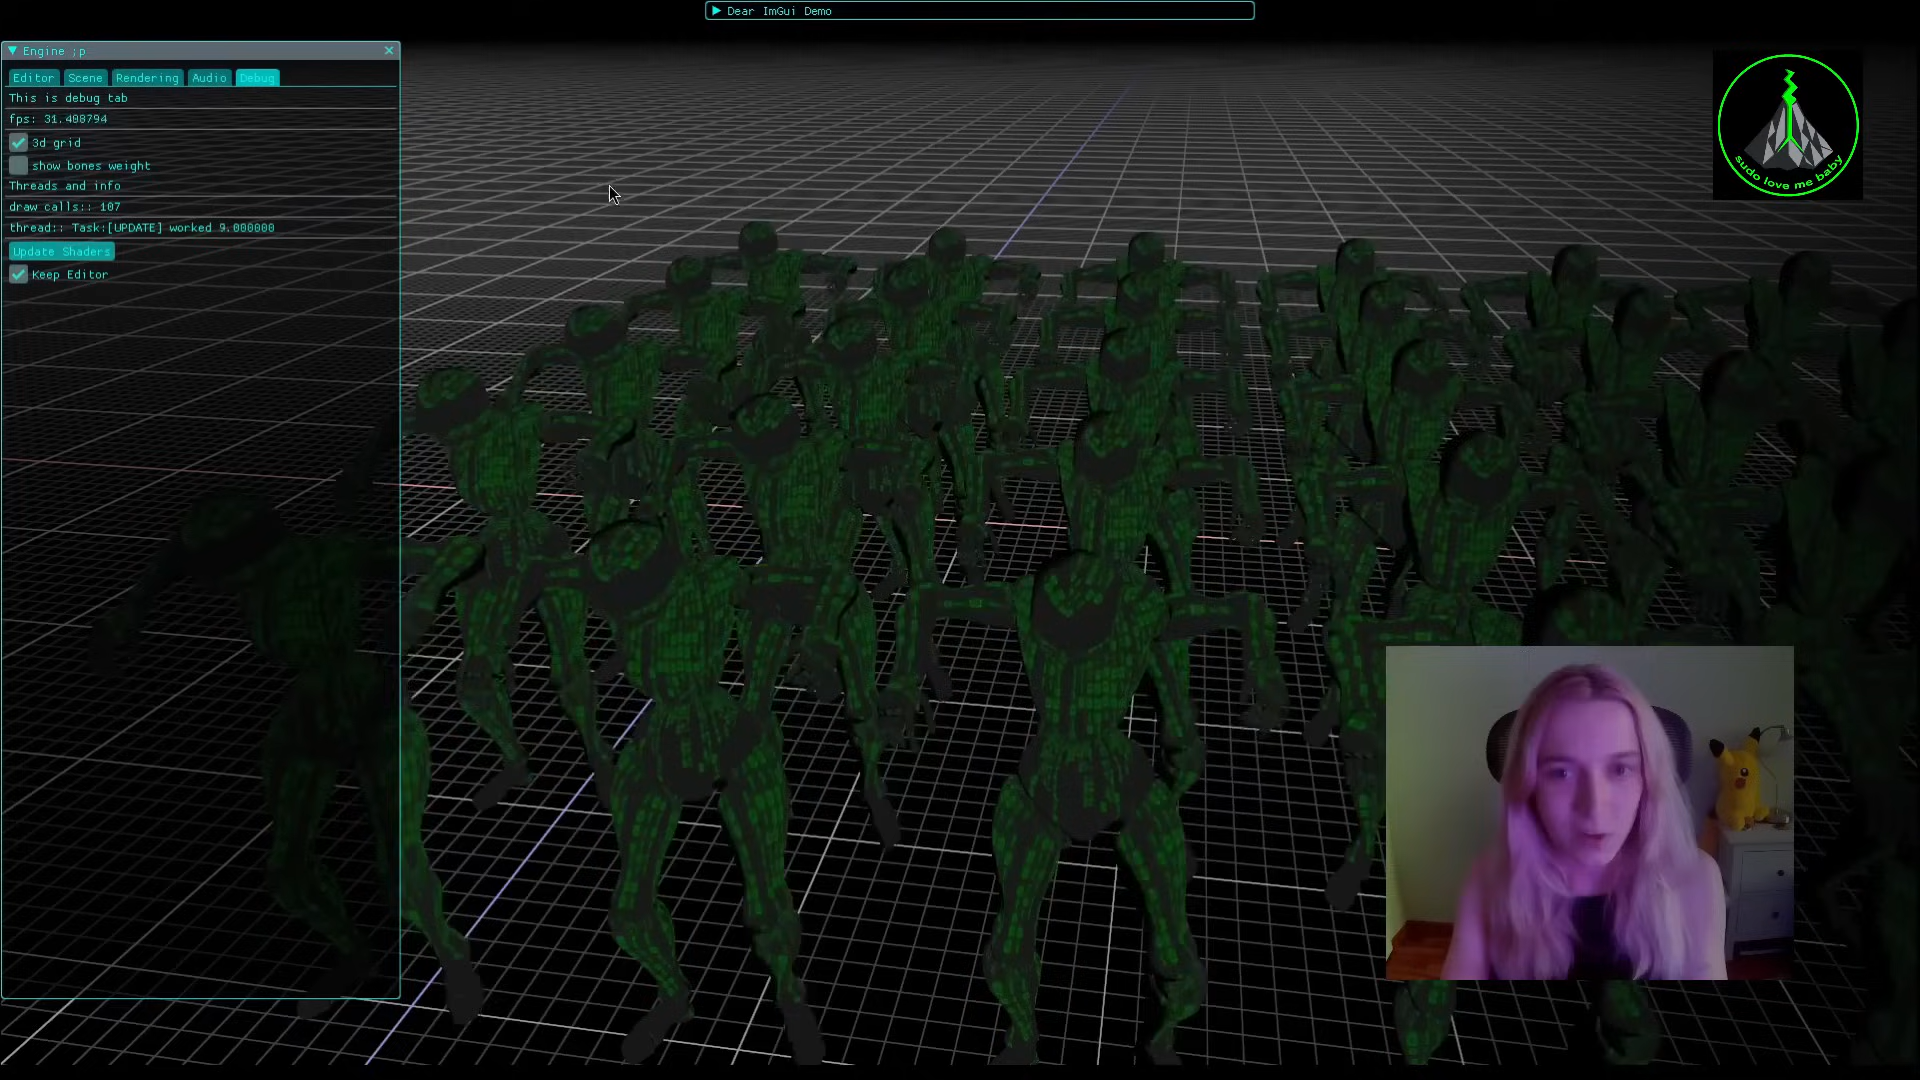 Dear ImGui Demo
Engine ;p
Editor Scene Rendering Audio Debug
This is debug tab
fps: 31.408794
3d grid
show bones weight
Threads and info
draw calls:: 107
thread:: Task:[UPDATE] worked 9.000000
Update Shaders
Keep Editor
sudo love me baby